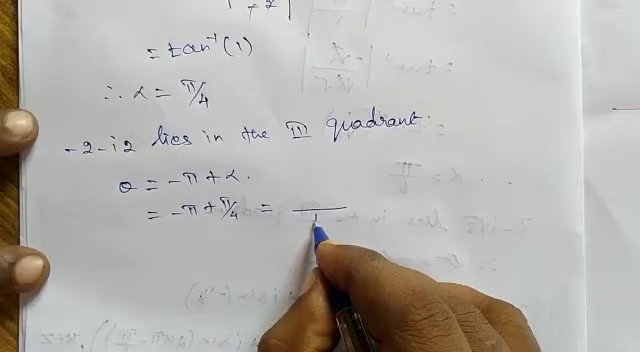 = tan⁻¹(1)
∴ α = π/4
-2-i2 lies in the III quadrant.
θ = -π + α.
= -π + π/4 =